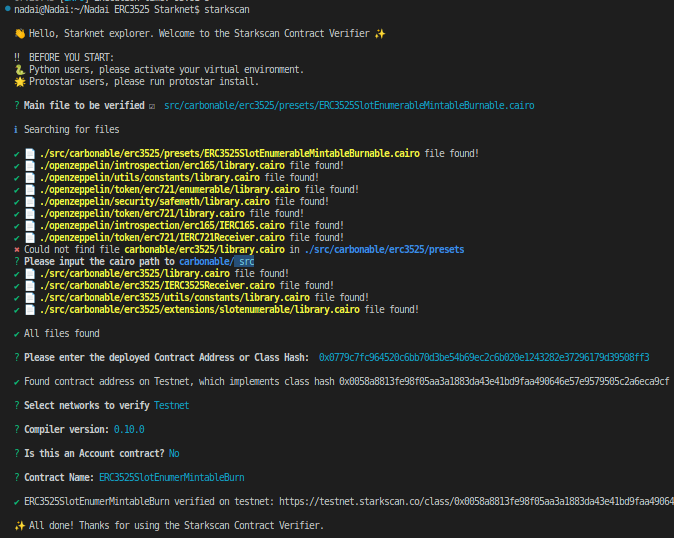 nadai@Nadai:~/Nadai ERC3525 Starknet$ starkscan
👋 Hello, Starknet explorer. Welcome to the Starkscan Contract Verifier ✨
‼ BEFORE YOU START:
🐍 Python users, please activate your virtual environment.
🌟 Protostar users, please run protostar install.
? Main file to be verified ☑ src/carbonable/erc3525/presets/ERC3525SlotEnumerableMintableBurnable.cairo
ℹ Searching for files
✔ 📄 ./src/carbonable/erc3525/presets/ERC3525SlotEnumerableMintableBurnable.cairo file found!
✔ 📄 ./openzeppelin/introspection/erc165/library.cairo file found!
✔ 📄 ./openzeppelin/utils/constants/library.cairo file found!
✔ 📄 ./openzeppelin/token/erc721/enumerable/library.cairo file found!
✔ 📄 ./openzeppelin/security/safemath/library.cairo file found!
✔ 📄 ./openzeppelin/token/erc721/library.cairo file found!
✔ 📄 ./openzeppelin/introspection/erc165/IERC165.cairo file found!
✔ 📄 ./openzeppelin/token/erc721/IERC721Receiver.cairo file found!
✖ Could not find file carbonable/erc3525/library.cairo in ./src/carbonable/erc3525/presets
? Please input the cairo path to carbonable/ src
✔ 📄 ./src/carbonable/erc3525/library.cairo file found!
✔ 📄 ./src/carbonable/erc3525/IERC3525Receiver.cairo file found!
✔ 📄 ./src/carbonable/erc3525/utils/constants/library.cairo file found!
✔ 📄 ./src/carbonable/erc3525/extensions/slotenumerable/library.cairo file found!
✔ All files found
? Please enter the deployed Contract Address or Class Hash: 0x0779c7fc964520c6bb70d3be54b69ec2c6b020e1243282e37296179d39508ff3
✔ Found contract address on Testnet, which implements class hash 0x0058a8813fe98f05aa3a1883da43e41bd9faa490646e57e9579505c2a6eca9cf
? Select networks to verify Testnet
? Compiler version: 0.10.0
? Is this an Account contract? No
? Contract Name: ERC3525SlotEnumerMintableBurn
✔ ERC3525SlotEnumerMintableBurn verified on testnet: https://testnet.starkscan.co/class/0x0058a8813fe98f05aa3a1883da43e41bd9faa49064
✨ All done! Thanks for using the Starkscan Contract Verifier.